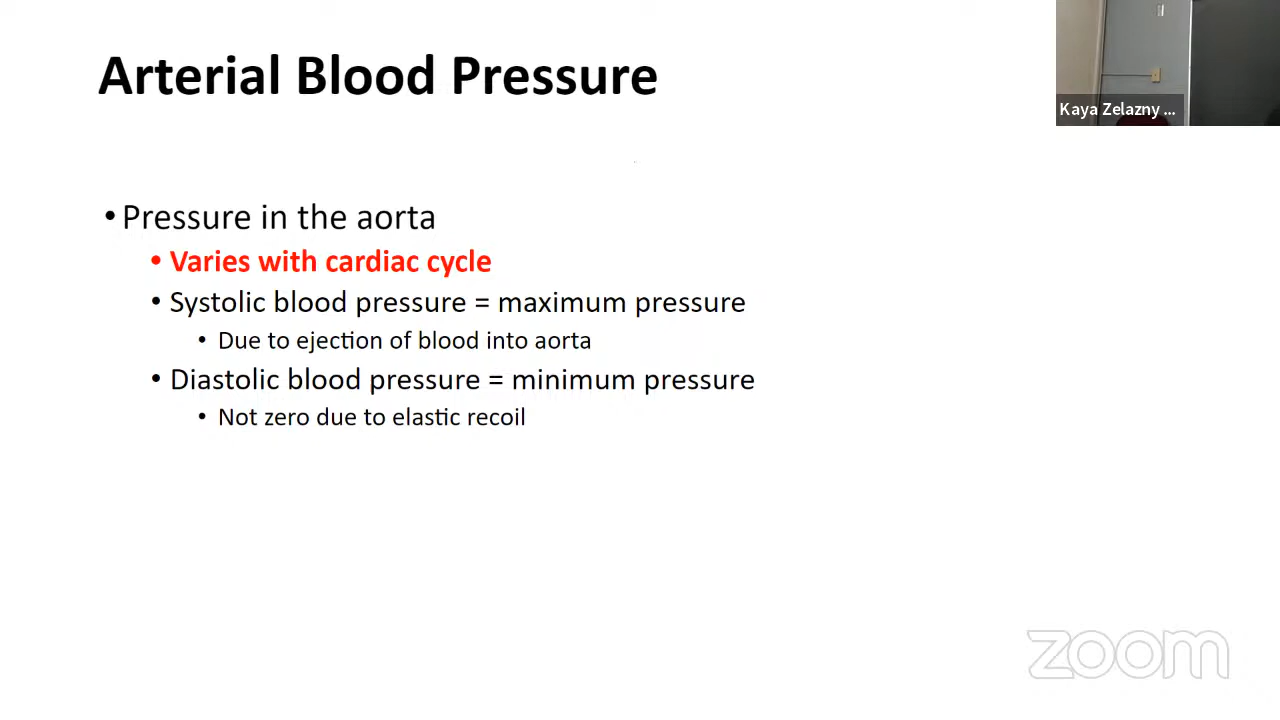 Arterial Blood Pressure
Kaya Zelazny ...
• Pressure in the aorta
• Varies with cardiac cycle
• Systolic blood pressure = maximum pressure
• Due to ejection of blood into aorta
• Diastolic blood pressure = minimum pressure
• Not zero due to elastic recoil
zoom